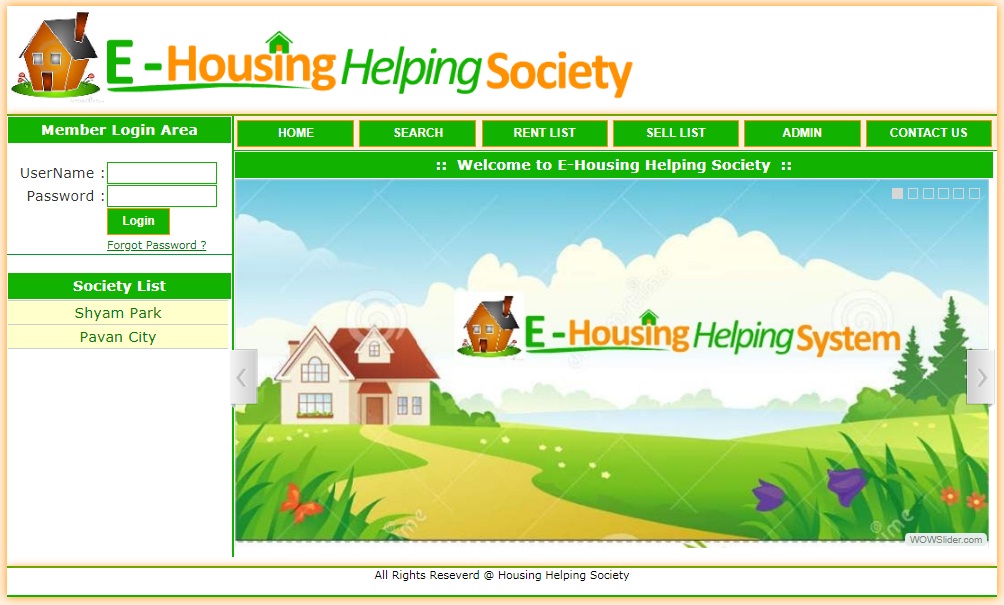 E - Housing Helping Society
Member Login Area
HOME SEARCH RENT LIST SELL LIST ADMIN CONTACT US
:: Welcome to E-Housing Helping Society ::
UserName :
Password :
Login
Forgot Password ?
Society List
Shyam Park
Pavan City
E - Housing Helping System
WOWSlider.com
All Rights Reseverd @ Housing Helping Society